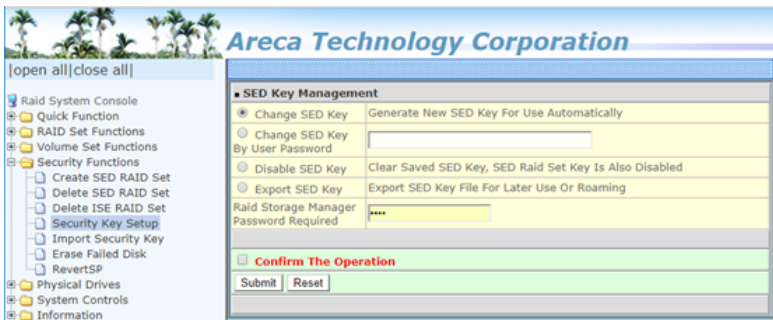 Areca Technology Corporation
|open all|close all|
Raid System Console
Quick Function
RAID Set Functions
Volume Set Functions
Security Functions
Create SED RAID Set
Delete SED RAID Set
Delete ISE RAID Set
Security Key Setup
Import Security Key
Erase Failed Disk
RevertSP
Physical Drives
System Controls
Information
SED Key Management
Change SED Key Generate New SED Key For Use Automatically
Change SED Key
By User Password
Disable SED Key Clear Saved SED Key, SED Raid Set Key Is Also Disabled
Export SED Key Export SED Key File For Later Use Or Roaming
Raid Storage Manager
Password Required ••••
Confirm The Operation
Submit Reset